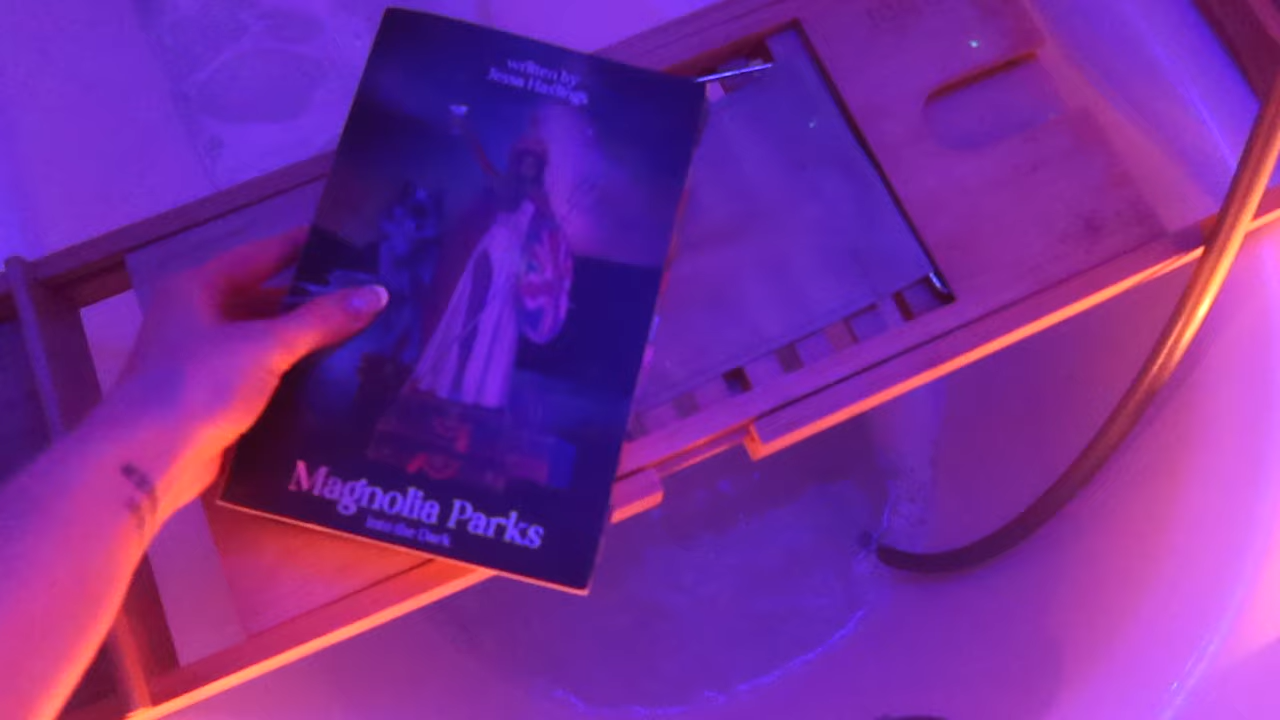 written by
Jessa Hastings
Magnolia Parks
Into the Dark